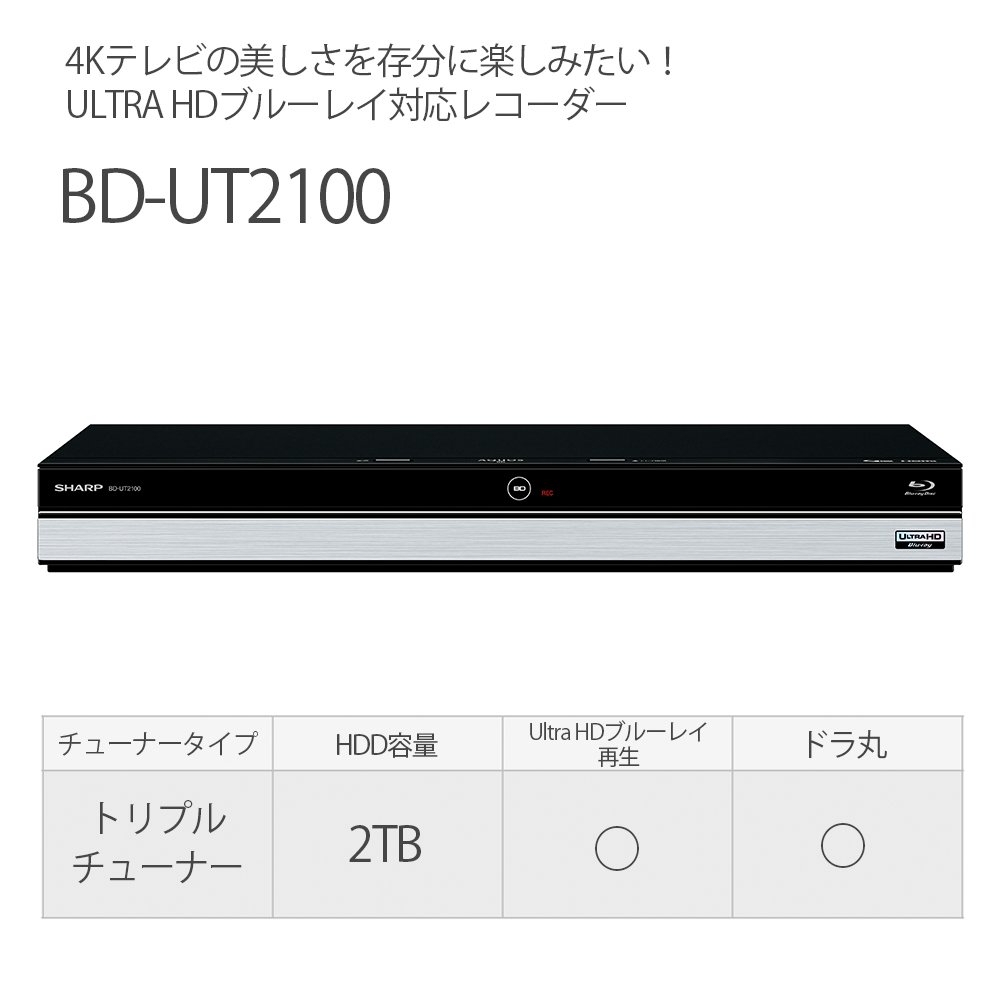 4Kテレビの美しさを存分に楽しみたい！
ULTRA HDブルーレイ対応レコーダー
BD-UT2100
AQUOS
HDMI
SHARP BD-UT2100
BD
REC
Blu-ray Disc
ULTRA HD
Blu-ray
チューナータイプ
HDD容量
Ultra HDブルーレイ
再生
ドラ丸
トリプル
チューナー
2TB
○
○